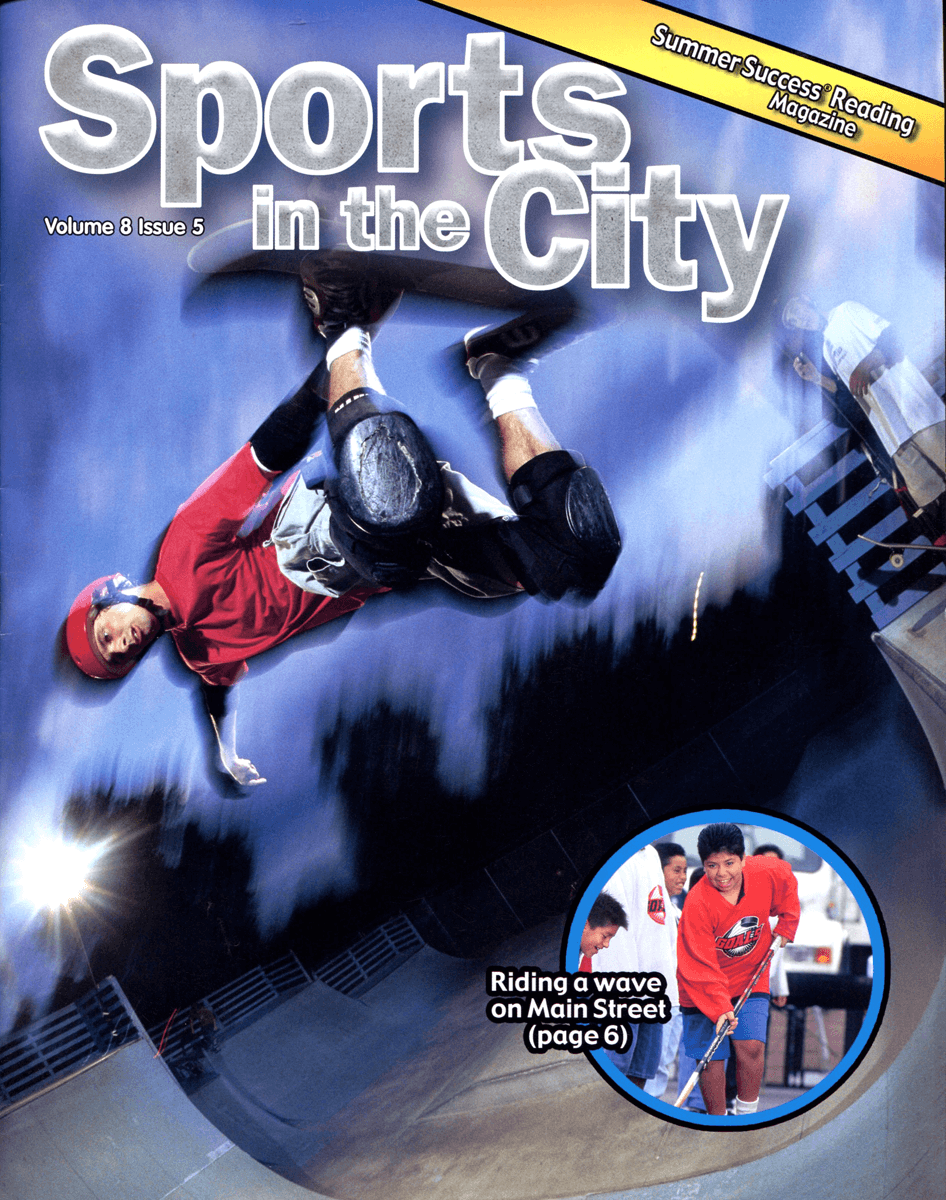 Summer Success® Reading
Magazine
Sports
in the City
Volume 8 Issue 5
GOALS
Riding a wave
on Main Street
(page 6)